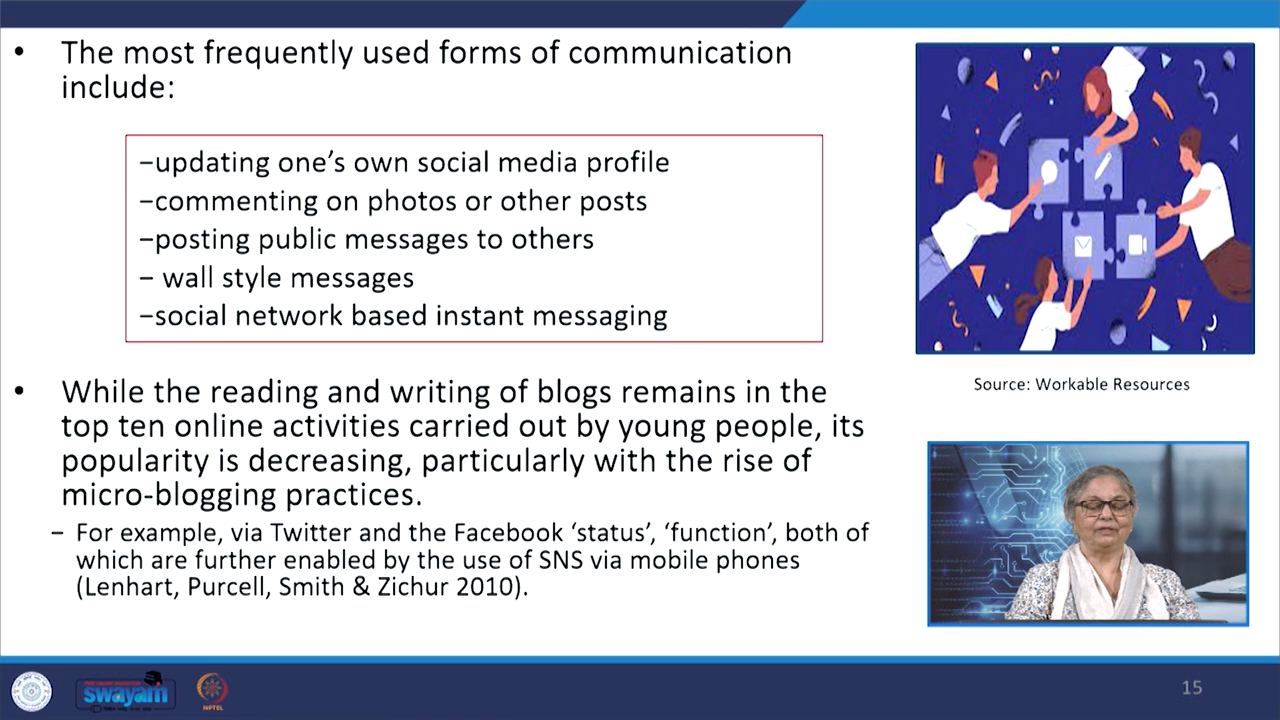 • The most frequently used forms of communication
include:
–updating one's own social media profile
–commenting on photos or other posts
–posting public messages to others
– wall style messages
–social network based instant messaging
• While the reading and writing of blogs remains in the
top ten online activities carried out by young people, its
popularity is decreasing, particularly with the rise of
micro-blogging practices.
– For example, via Twitter and the Facebook ‘status’, ‘function’, both of
which are further enabled by the use of SNS via mobile phones
(Lenhart, Purcell, Smith & Zichur 2010).
Source: Workable Resources
swayam
NPTEL
15